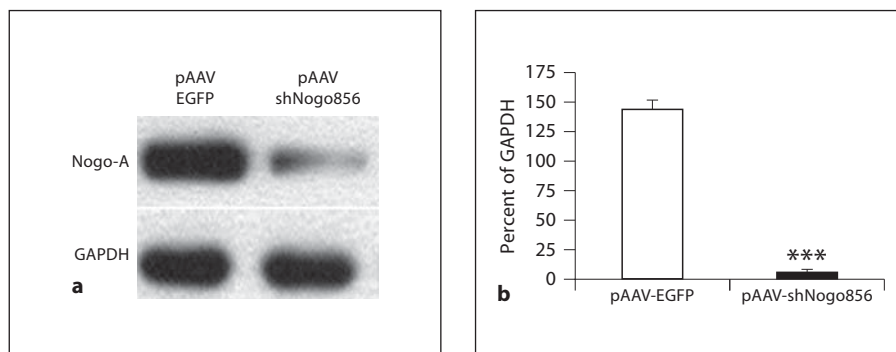 pAAV
EGFP
pAAV
shNogo856
Nogo-A
GAPDH
a
Percent of GAPDH
175
150
125
100
75
50
25
0
***
pAAV-EGFP
pAAV-shNogo856
b